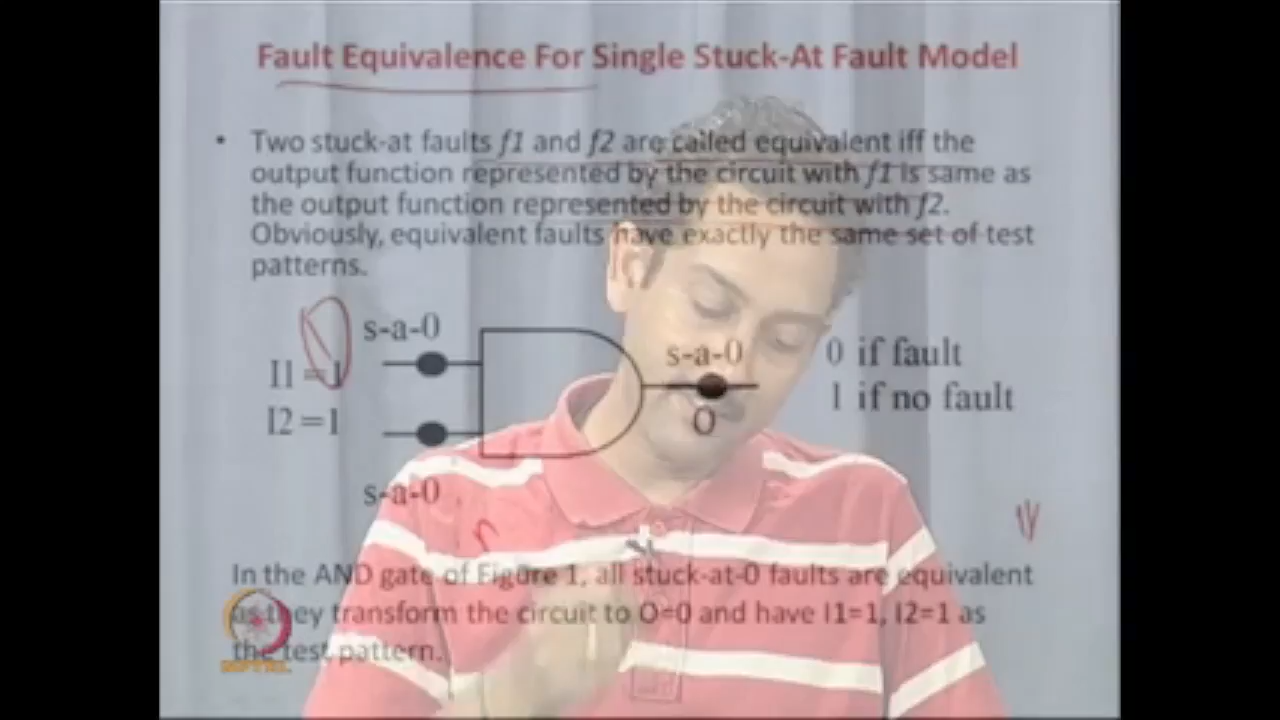 Fault Equivalence For Single Stuck-At Fault Model
• Two stuck-at faults f1 and f2 are called equivalent iff the
output function represented by the circuit with f1 is same as
the output function represented by the circuit with f2.
Obviously, equivalent faults have exactly the same set of test
patterns.
s-a-0
I1 =1
I2 =1
s-a-0
s-a-0
O
0 if fault
1 if no fault
In the AND gate of Figure 1, all stuck-at-0 faults are equivalent
as they transform the circuit to O=0 and have I1=1, I2=1 as
the test pattern.
NPTEL